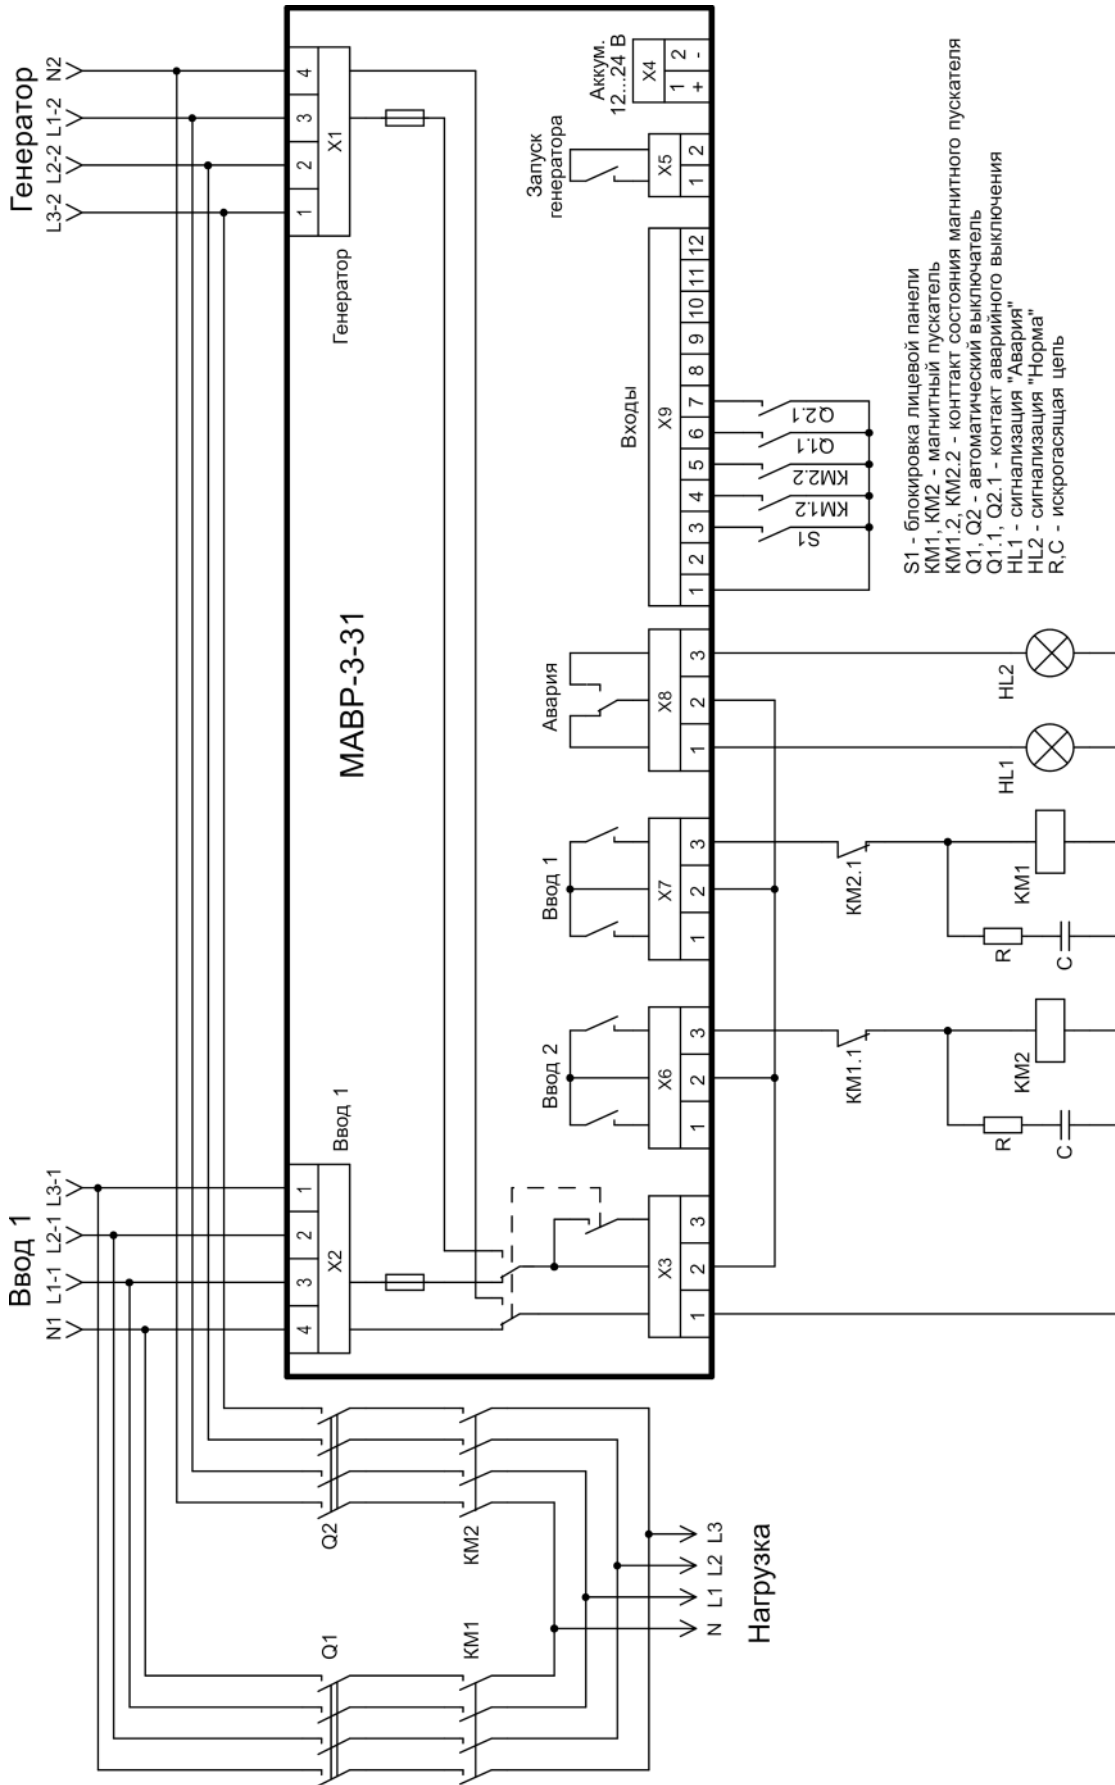 Ввод 1
N1 L1-1 L2-1 L3-1
Генератор
L3-2 L2-2 L1-2 N2
4 3 2 1
X2
Ввод 1
1 2 3 4
X1
Генератор
МАВР-3-31
Q1
Q2
KM1
KM2
N L1 L2 L3
Нагрузка
X3
1 2 3
Ввод 2
X6
1 2 3
Ввод 1
X7
1 2 3
Авария
X8
1 2 3
Входы
X9
1 2 3 4 5 6 7 8 9 10 11 12
Запуск
генератора
X5
1 2
Аккум.
12...24 В
X4
1 2
+ -
S1
KM1.2
KM2.2
Q1.1
Q2.1
KM1.1
KM2.1
R
C
KM2
R
C
KM1
HL1
HL2
S1 - блокировка лицевой панели
KM1, KM2 - магнитный пускатель
KM1.2, KM2.2 - конттакт состояния магнитного пускателя
Q1, Q2 - автоматический выключатель
Q1.1, Q2.1 - контакт аварийного выключения
HL1 - сигнализация "Авария"
HL2 - сигнализация "Норма"
R,C - искрогасящая цепь